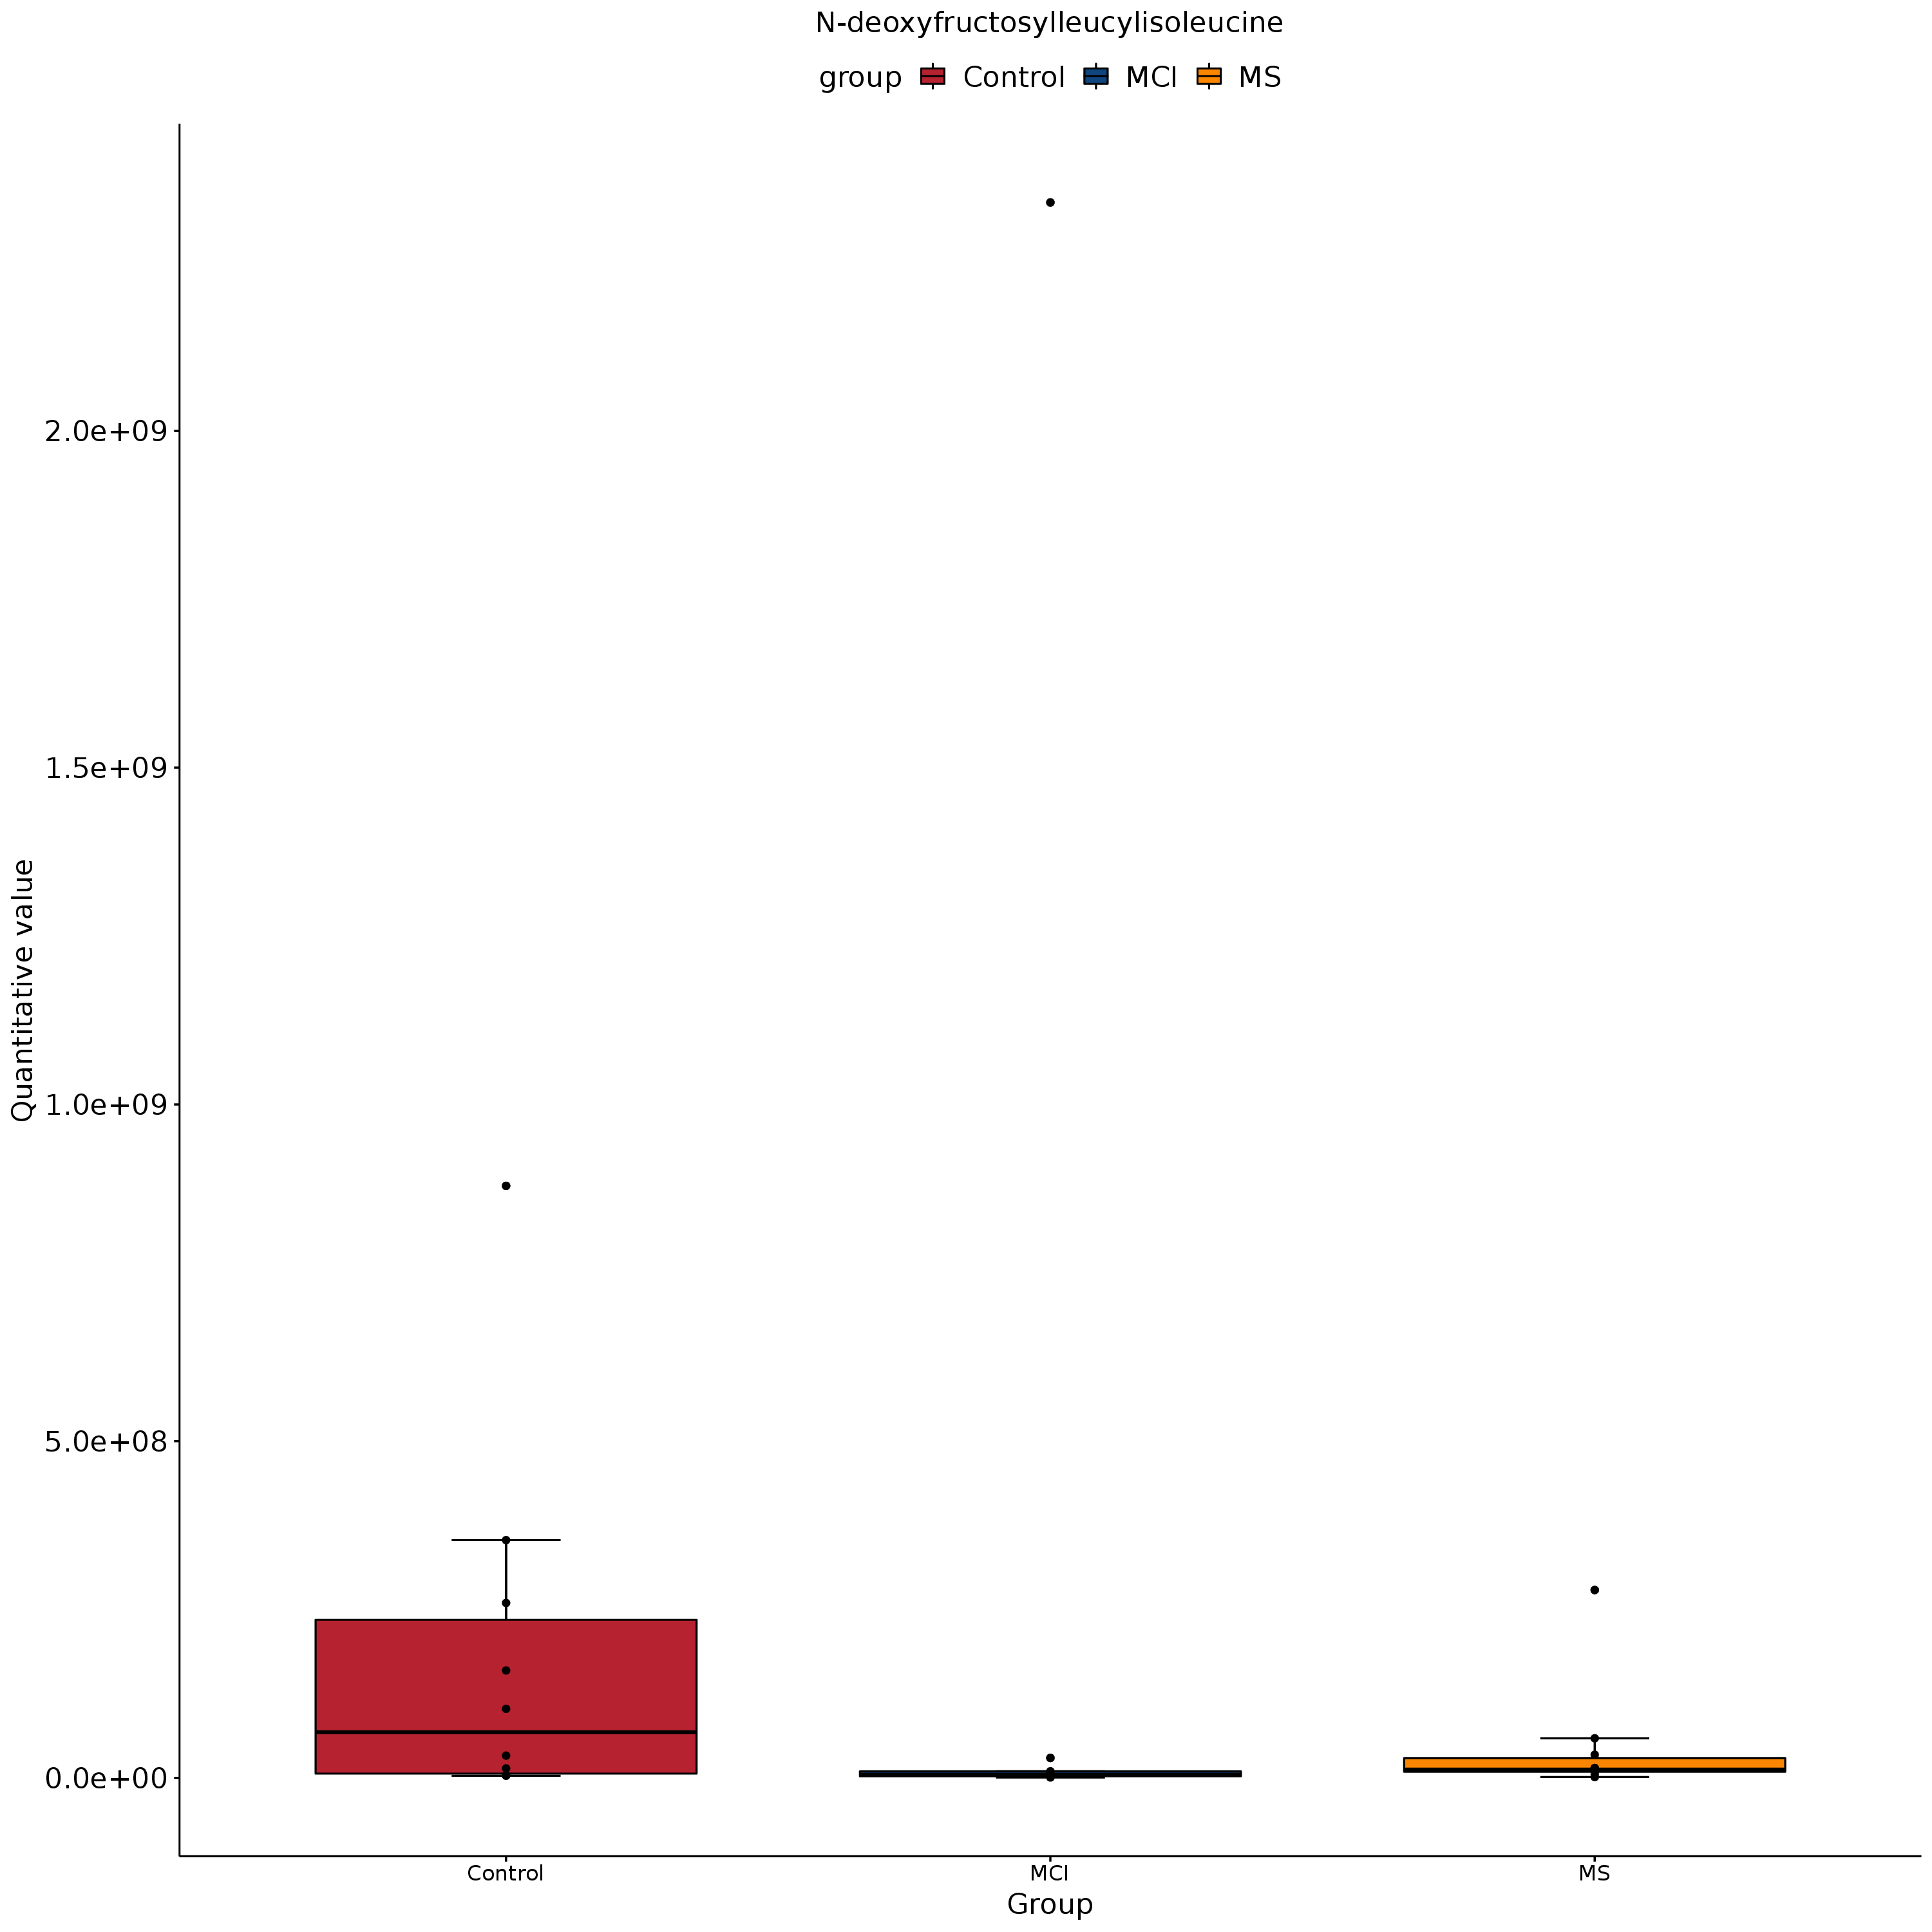 N-deoxyfructosylleucylisoleucine
group Control MCI MS
2.0e+09
1.5e+09
1.0e+09
5.0e+08
0.0e+00
Quantitative value
Control MCI MS
Group